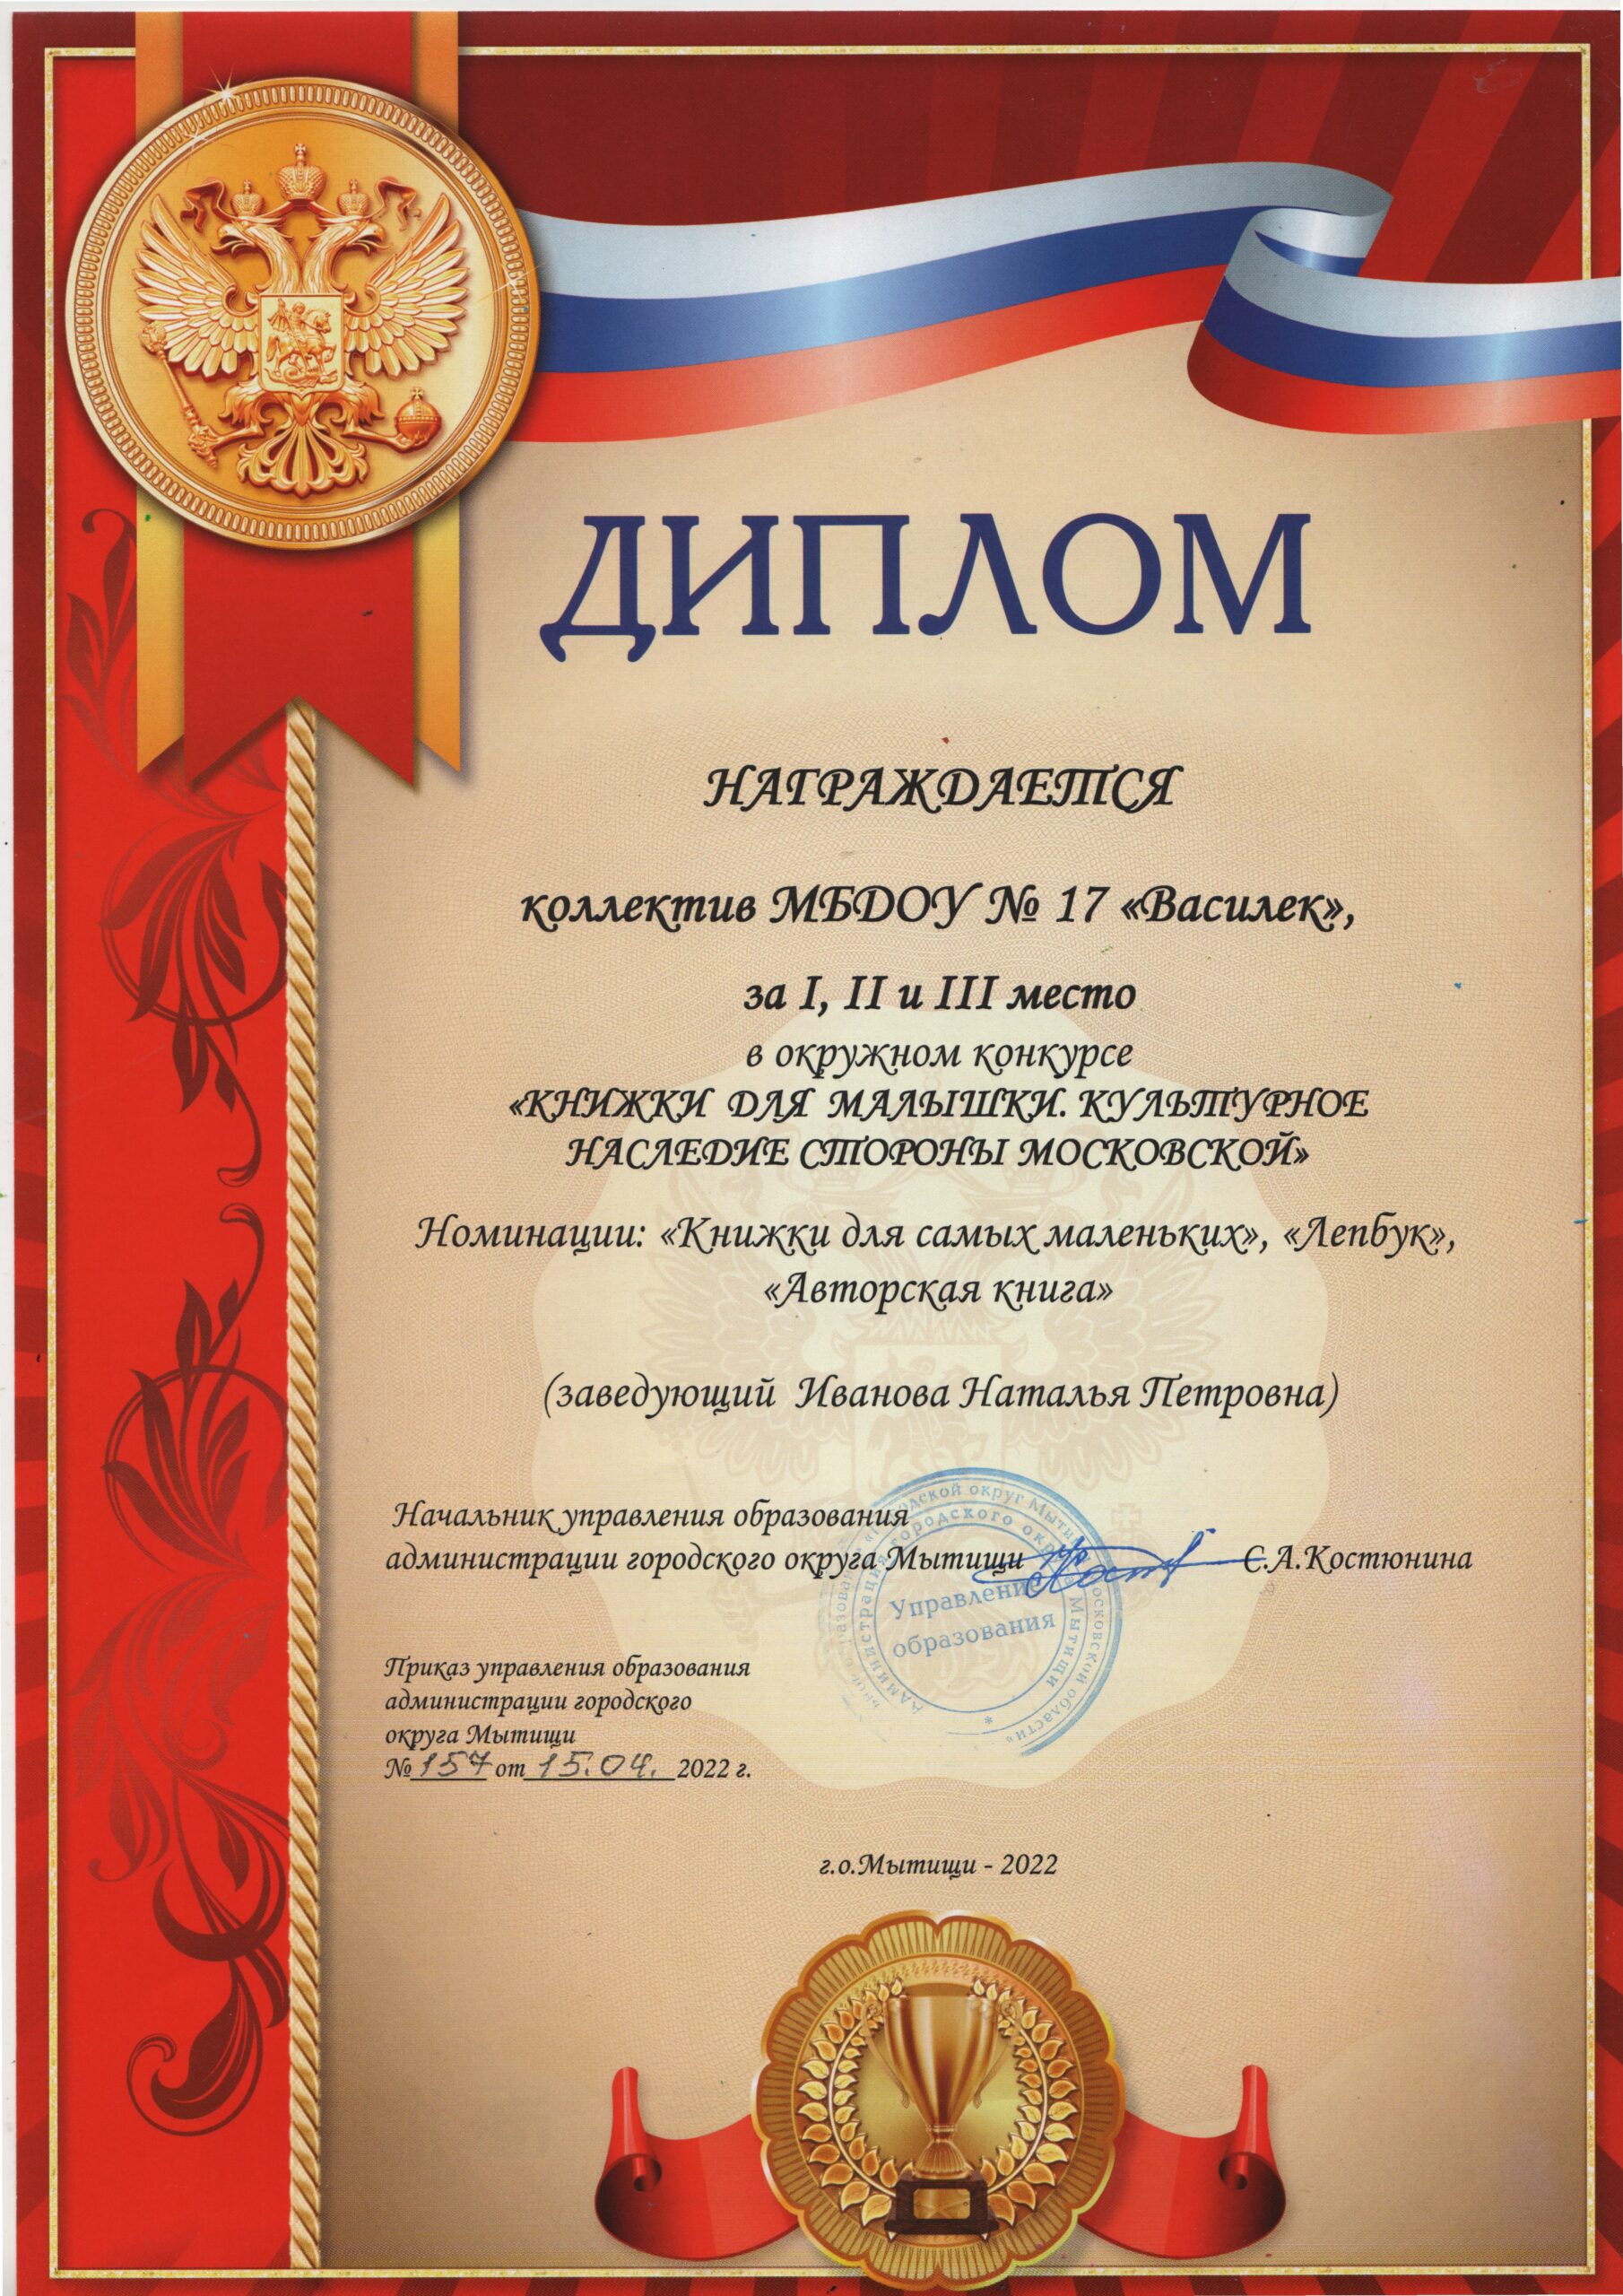 ДИПЛОМ
НАГРАЖДАЕТСЯ
коллектив МБДОУ № 17 «Василек»,
за I, II и III место
в окружном конкурсе
«КНИЖКИ ДЛЯ МАЛЫШКИ. КУЛЬТУРНОЕ
НАСЛЕДИЕ СТОРОНЫ МОСКОВСКОЙ»
Номинации: «Книжки для самых маленьких», «Лепбук»,
«Авторская книга»
(заведующий Иванова Наталья Петровна)
Начальник управления образования
администрации городского округа Мытищи Е.А.Костюнина
Управление
образования
Приказ управления образования
администрации городского
округа Мытищи
№ 157 от 15.04. 2022 г.
г.о.Мытищи - 2022